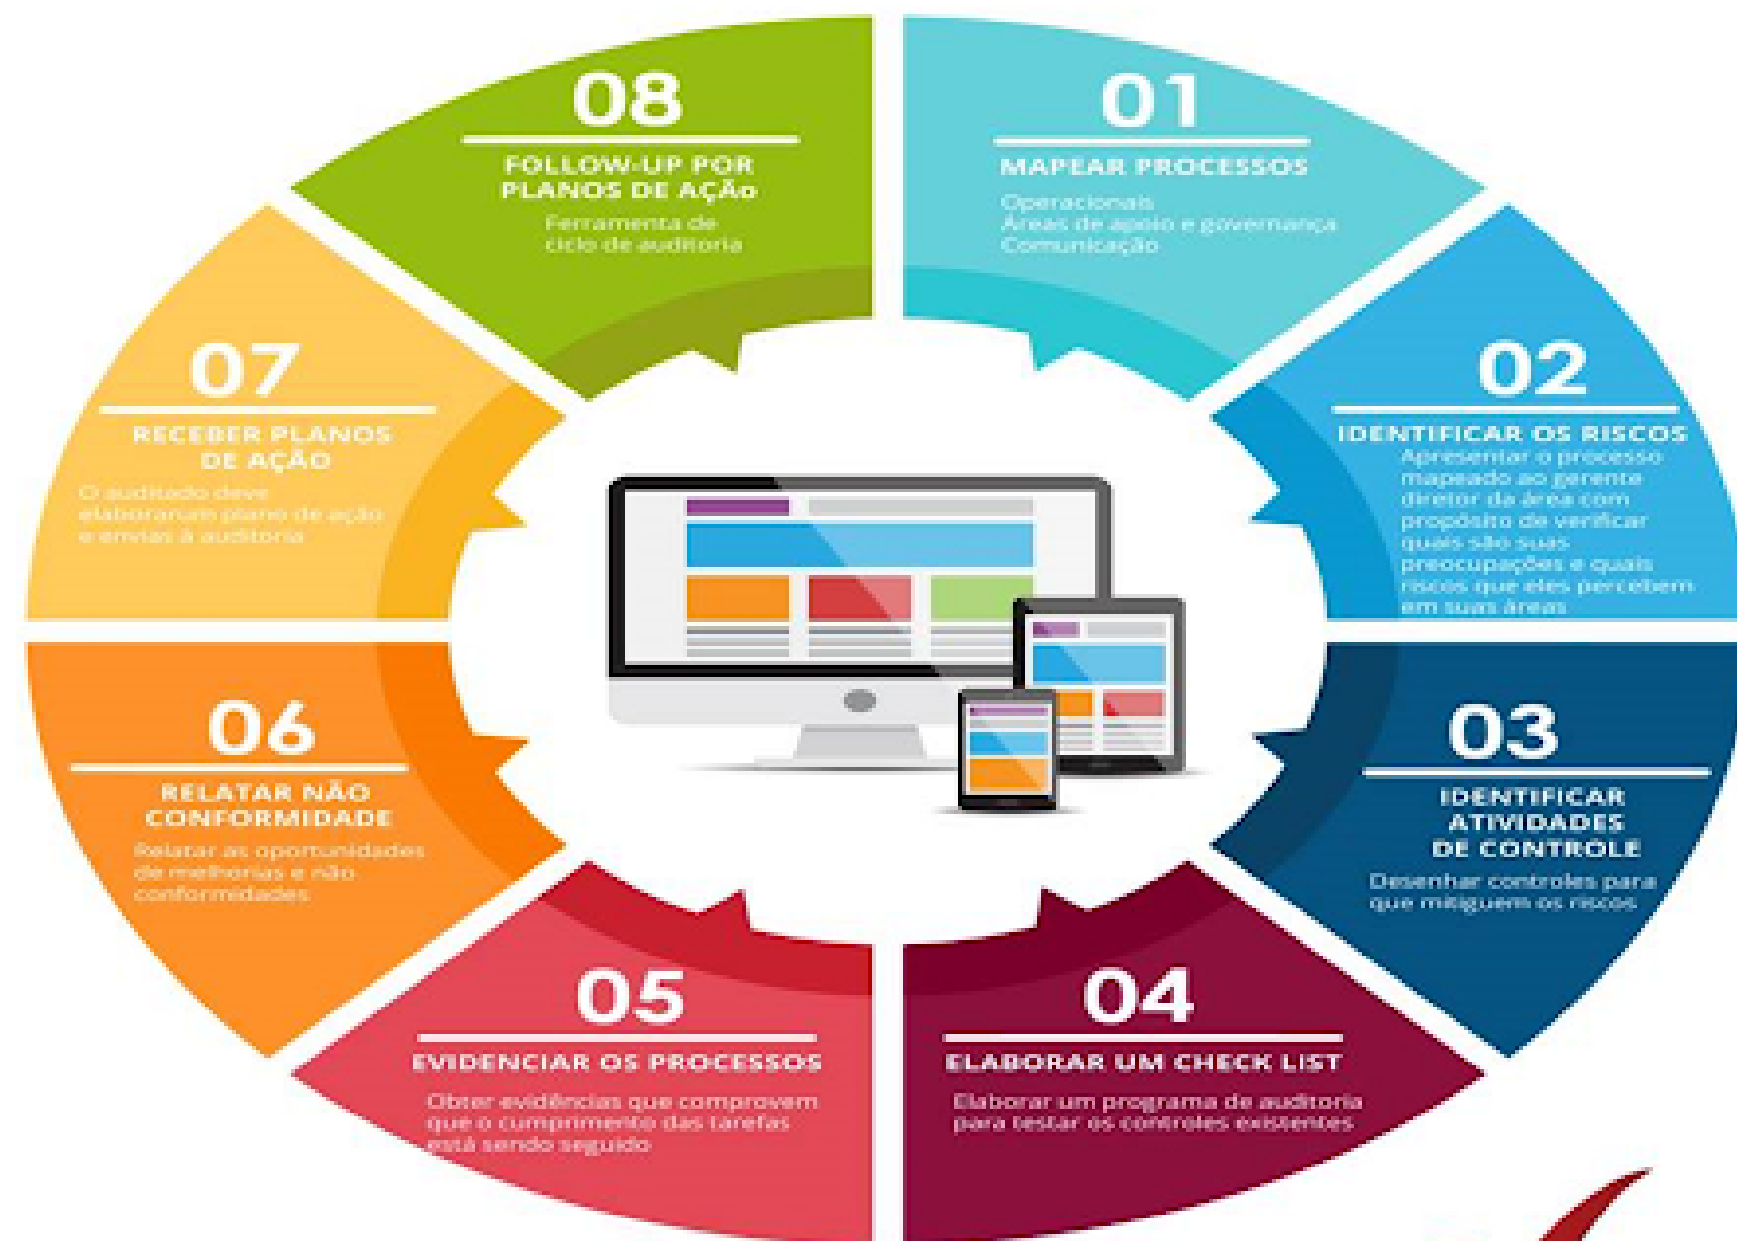 01
MAPEAR PROCESSOS
Operacionais
Áreas de apoio e governança
Comunicação
02
IDENTIFICAR OS RISCOS
Apresentar o processo
mapeado ao gerente
diretor da área com
propósito de verificar
quais são suas
preocupações e quais
riscos que eles percebem
em suas áreas
03
IDENTIFICAR
ATIVIDADES
DE CONTROLE
Desenhar controles para
que mitiguem os riscos
04
ELABORAR UM CHECK LIST
Elaborar um programa de auditoria
para testar os controles existentes
05
EVIDENCIAR OS PROCESSOS
Obter evidências que comprovem
que o cumprimento das tarefas
está sendo seguido
06
RELATAR NÃO
CONFORMIDADE
Relatar as oportunidades
de melhorias e não
conformidades
07
RECEBER PLANOS
DE AÇÃO
O auditado deve
elaborarum plano de ação
e envias à auditoria
08
FOLLOW-UP POR
PLANOS DE AÇÃo
Ferramenta de
ciclo de auditoria